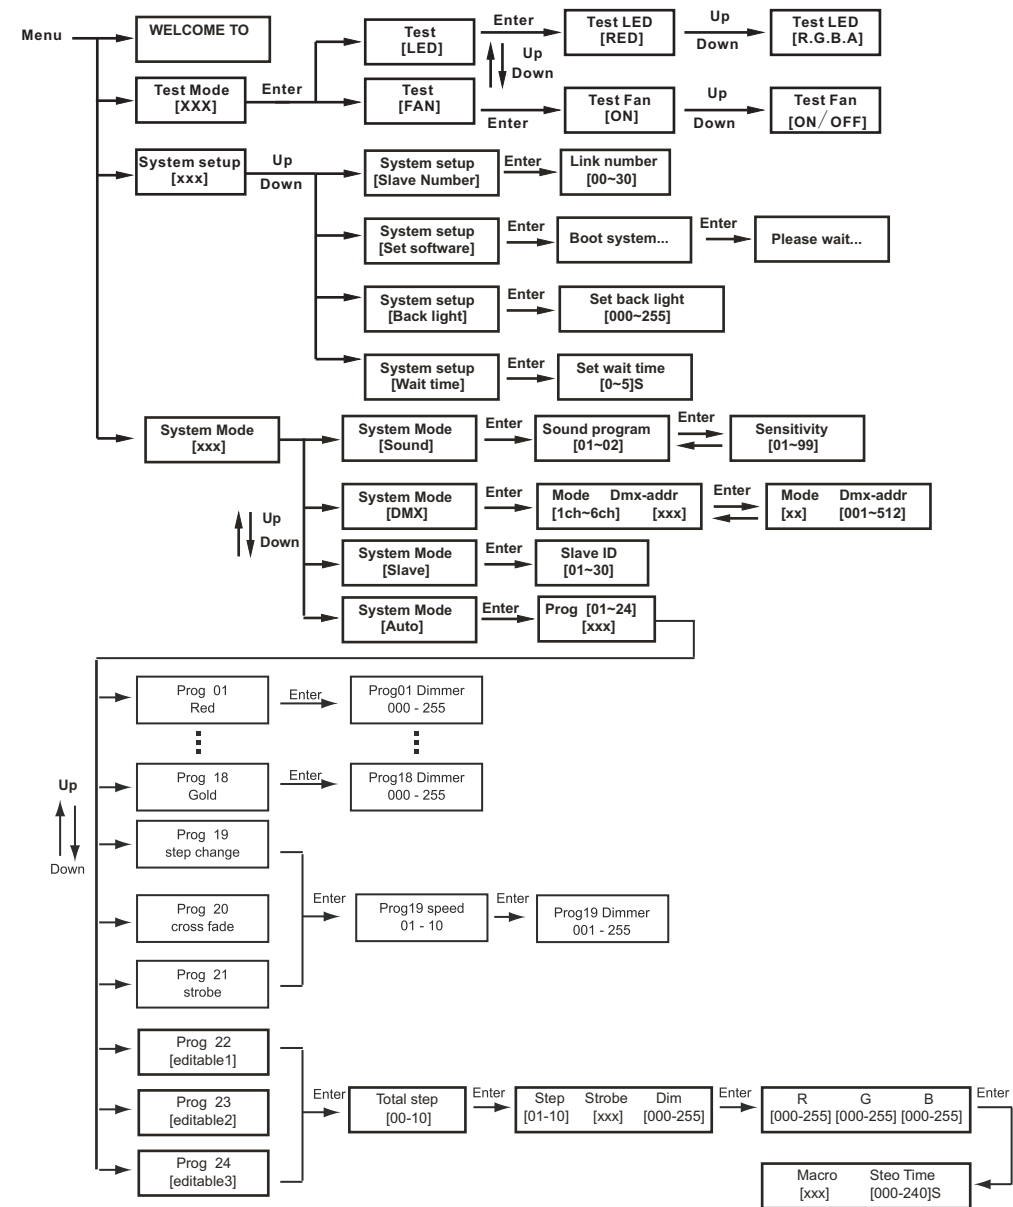 Menu
WELCOME TO
Test Mode
[XXX]
Enter
Test
[LED]
Enter
Test LED
[RED]
Up
Down
Test LED
[R.G.B.A]
Up
Down
Test
[FAN]
Enter
Test Fan
[ON]
Up
Down
Test Fan
[ON/OFF]
System setup
[xxx]
Up
Down
System setup
[Slave Number]
Enter
Link number
[00~30]
System setup
[Set software]
Enter
Boot system...
Enter
Please wait...
System setup
[Back light]
Enter
Set back light
[000~255]
System setup
[Wait time]
Enter
Set wait time
[0~5]S
System Mode
[xxx]
Up
Down
System Mode
[Sound]
Enter
Sound program
[01~02]
Enter
Sensitivity
[01~99]
System Mode
[DMX]
Enter
Mode Dmx-addr
[1ch~6ch] [xxx]
Enter
Mode Dmx-addr
[xx] [001~512]
System Mode
[Slave]
Enter
Slave ID
[01~30]
System Mode
[Auto]
Enter
Prog [01~24]
[xxx]
Up
Down
Prog 01
Red
Enter
Prog01 Dimmer
000 - 255
Prog 18
Gold
Enter
Prog18 Dimmer
000 - 255
Prog 19
step change
Prog 20
cross fade
Prog 21
strobe
Enter
Prog19 speed
01 - 10
Enter
Prog19 Dimmer
001 - 255
Prog 22
[editable1]
Prog 23
[editable2]
Prog 24
[editable3]
Enter
Total step
[00-10]
Enter
Step Strobe Dim
[01-10] [xxx] [000-255]
Enter
R G B
[000-255] [000-255] [000-255]
Enter
Macro Steo Time
[xxx] [000-240]S